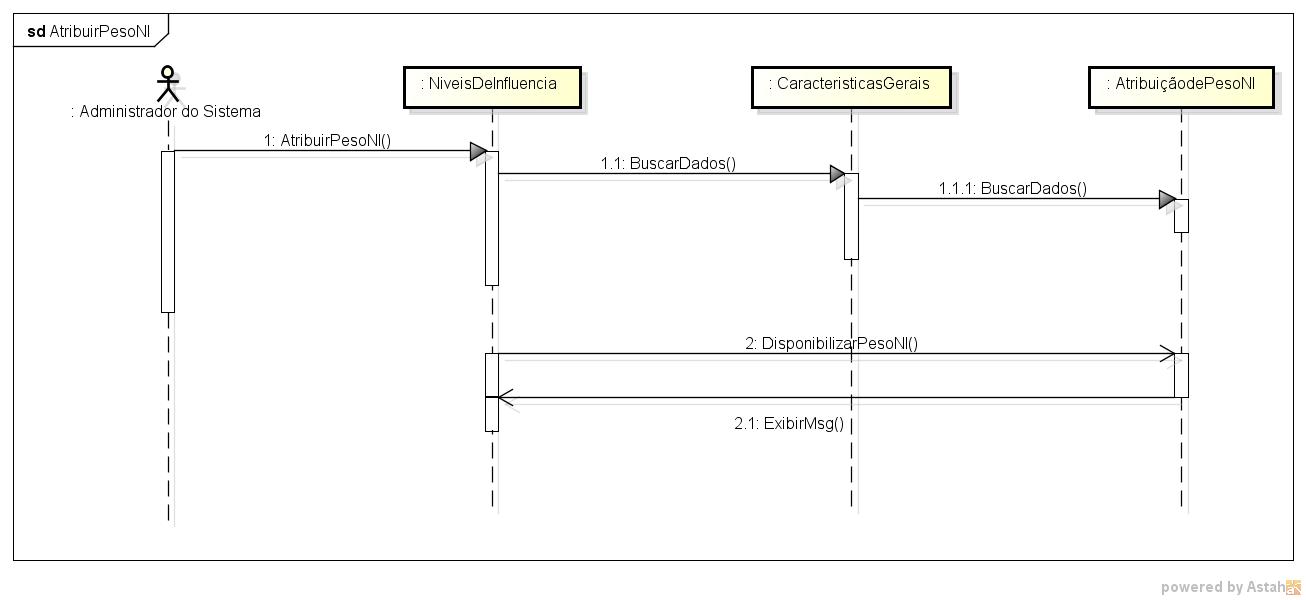 sd AtribuirPesoNI
: Administrador do Sistema
: NiveisDeInfluencia
: CaracteristicasGerais
: AtribuiçãodePesoNI
1: AtribuirPesoNI()
1.1: BuscarDados()
1.1.1: BuscarDados()
2: DisponibilizarPesoNI()
2.1: ExibirMsg()
powered by Astah